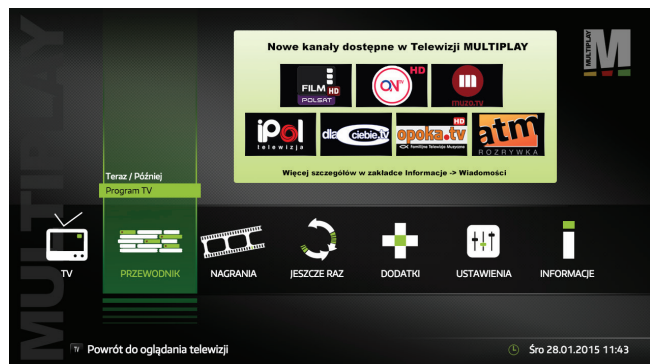 MULTIPLAY
Nowe kanały dostępne w Telewizji MULTIPLAY
MULTIPLAY
M
FILM HD
POLSAT
ON TV HD
m
muzo.tv
ipol
telewizja
dla ciebie.tv
HD
opoka.tv
Familijna Telewizja Muzyczna
atm
ROZRYWKA
Więcej szczegółów w zakładce Informacje -> Wiadomości
Teraz / Później
Program TV
TV
PRZEWODNIK
NAGRANIA
JESZCZE RAZ
DODATKI
USTAWIENIA
INFORMACJE
TV Powrót do oglądania telewizji
Śro 28.01.2015 11:43